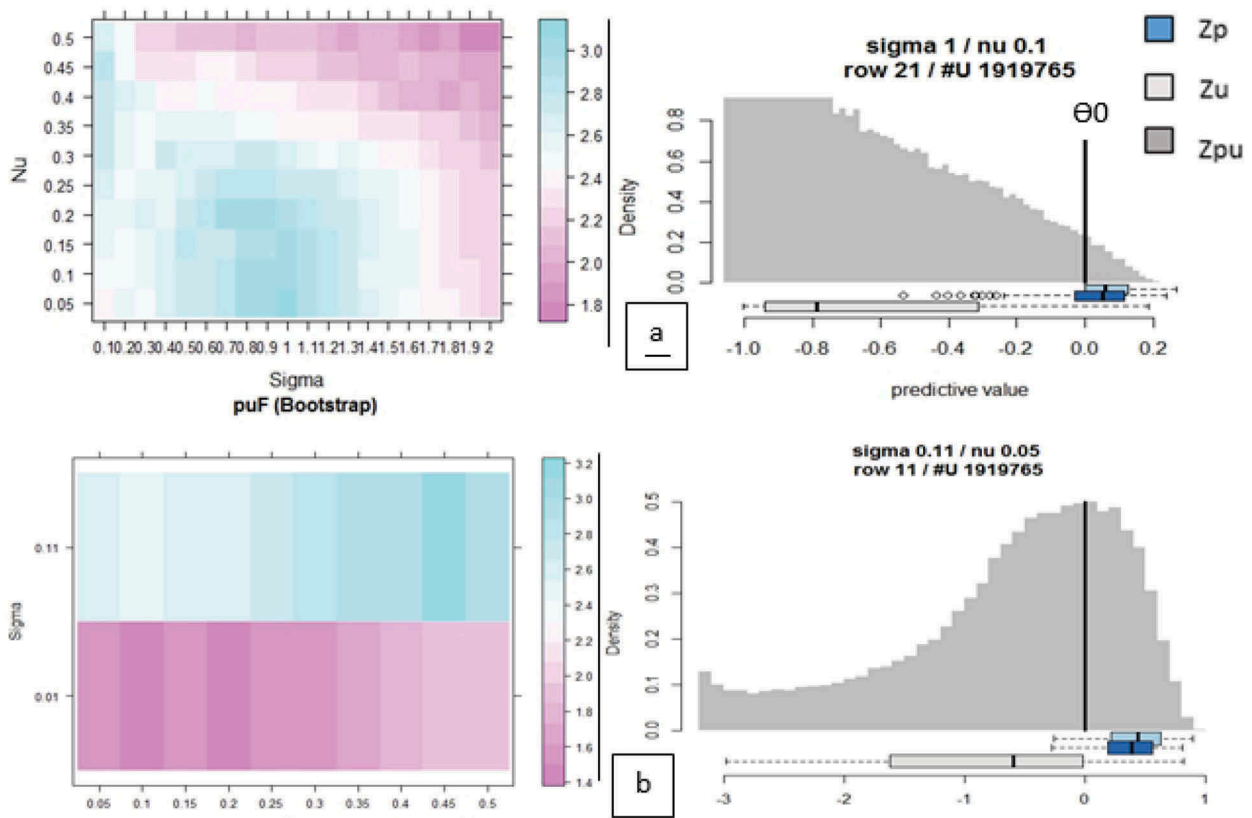 0.5
0.45
0.4
0.35
0.3
0.25
0.2
0.15
0.1
0.05
Nu
0.10.20.30.40.50.60.70.80.9 1 1.11.21.31.41.51.61.71.81.9 2
Sigma
puF (Bootstrap)
3.0
2.8
2.6
2.4
2.2
2.0
1.8
sigma 1 / nu 0.1
row 21 / #U 1919765
Θ0
Density
0.8
0.6
0.4
0.2
0.0
a
-1.0 -0.8 -0.6 -0.4 -0.2 0.0 0.2
predictive value
Zp
Zu
Zpu
0.11
0.01
Sigma
0.05 0.1 0.15 0.2 0.25 0.3 0.35 0.4 0.45 0.5
3.2
3.0
2.8
2.6
2.4
2.2
2.0
1.8
1.6
1.4
sigma 0.11 / nu 0.05
row 11 / #U 1919765
Density
0.5
0.4
0.3
0.2
0.1
0.0
b
-3 -2 -1 0 1